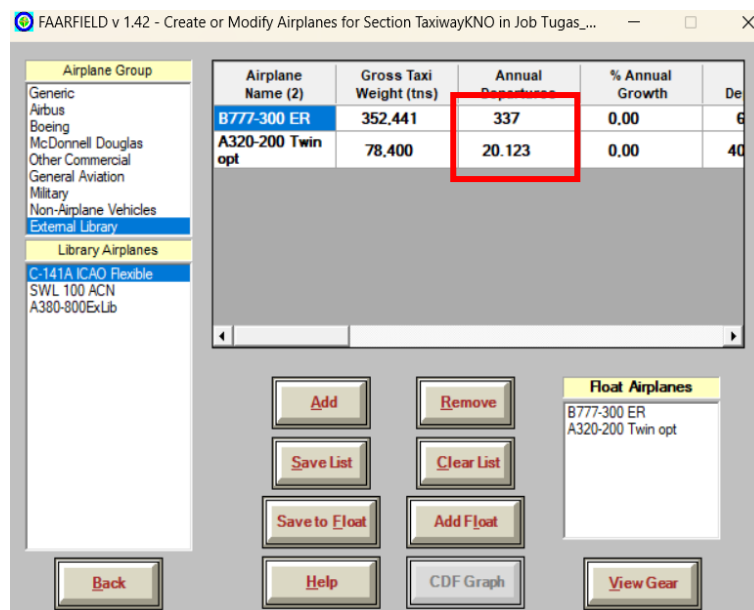 FAARFIELD v 1.42 - Create or Modify Airplanes for Section TaxiwayKNO in Job Tugas_...
Airplane Group
Generic
Airbus
Boeing
McDonnell Douglas
Other Commercial
General Aviation
Military
Non-Airplane Vehicles
External Library
Library Airplanes
C-141A ICAO Flexible
SWL 100 ACN
A380-800ExLib
Airplane Name (2) Gross Taxi Weight (tns) Annual Departures % Annual Growth De
B777-300 ER 352,441 337 0,00 6
A320-200 Twin opt 78,400 20.123 0,00 40
Add
Remove
Save List
Clear List
Save to Float
Add Float
Help
CDF Graph
Back
Float Airplanes
B777-300 ER
A320-200 Twin opt
View Gear